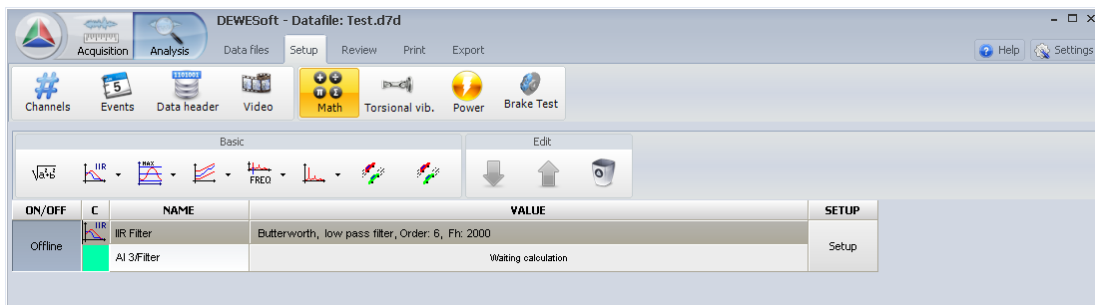 DEWESoft - Datafile: Test.d7d
Acquisition Analysis Data files Setup Review Print Export Help Settings
Channels Events Data header Video Math Torsional vib. Power Brake Test
Basic Edit
IIR MAX FREQ
ON/OFF C NAME VALUE SETUP
Offline IIR IIR Filter Butterworth, low pass filter, Order: 6, Fh: 2000 Setup
AI 3/Filter Waiting calculation